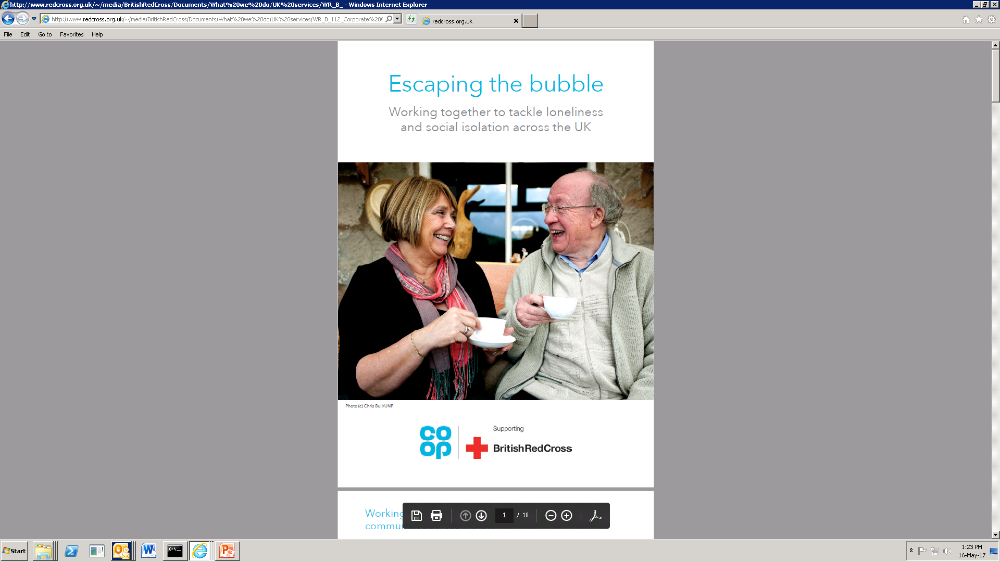 http://www.redcross.org.uk/~/media/BritishRedCross/Documents/What%20we%20do/UK%20services/WR_B_ - Windows Internet Explorer
http://www.redcross.org.uk/~/media/BritishRedCross/Documents/What%20we%20do/UK%20services/WR_B_112_Corporate%20
redcross.org.uk
File Edit Go to Favorites Help
Escaping the bubble
Working together to tackle loneliness
and social isolation across the UK
Photo (c) Chris Bull/UNP
co
op
Supporting
BritishRedCross
Working
1 / 10
Start
C:\
1:23 PM
16-May-17